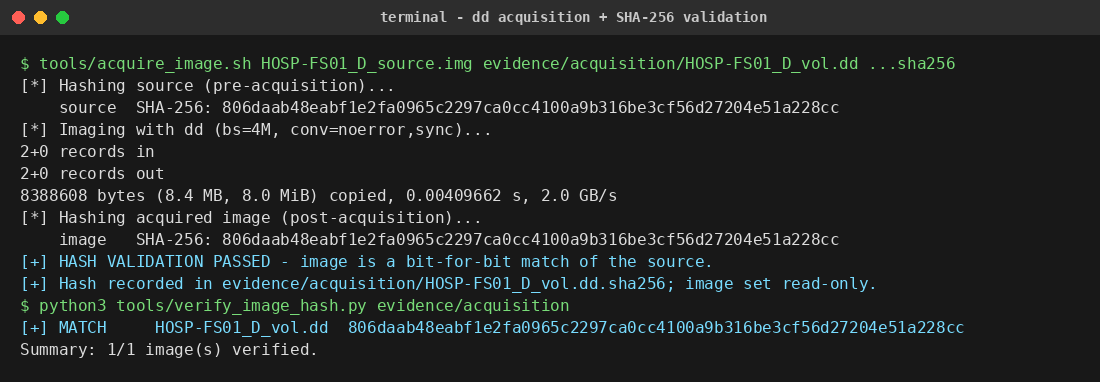 terminal - dd acquisition + SHA-256 validation
$ tools/acquire_image.sh HOSP-FS01_D_source.img evidence/acquisition/HOSP-FS01_D_vol.dd ...sha256
[*] Hashing source (pre-acquisition)...
    source  SHA-256: 806daab48eabf1e2fa0965c2297ca0cc4100a9b316be3cf56d27204e51a228cc
[*] Imaging with dd (bs=4M, conv=noerror,sync)...
2+0 records in
2+0 records out
8388608 bytes (8.4 MB, 8.0 MiB) copied, 0.00409662 s, 2.0 GB/s
[*] Hashing acquired image (post-acquisition)...
    image   SHA-256: 806daab48eabf1e2fa0965c2297ca0cc4100a9b316be3cf56d27204e51a228cc
[+] HASH VALIDATION PASSED - image is a bit-for-bit match of the source.
[+] Hash recorded in evidence/acquisition/HOSP-FS01_D_vol.dd.sha256; image set read-only.
$ python3 tools/verify_image_hash.py evidence/acquisition
[+] MATCH     HOSP-FS01_D_vol.dd  806daab48eabf1e2fa0965c2297ca0cc4100a9b316be3cf56d27204e51a228cc
Summary: 1/1 image(s) verified.